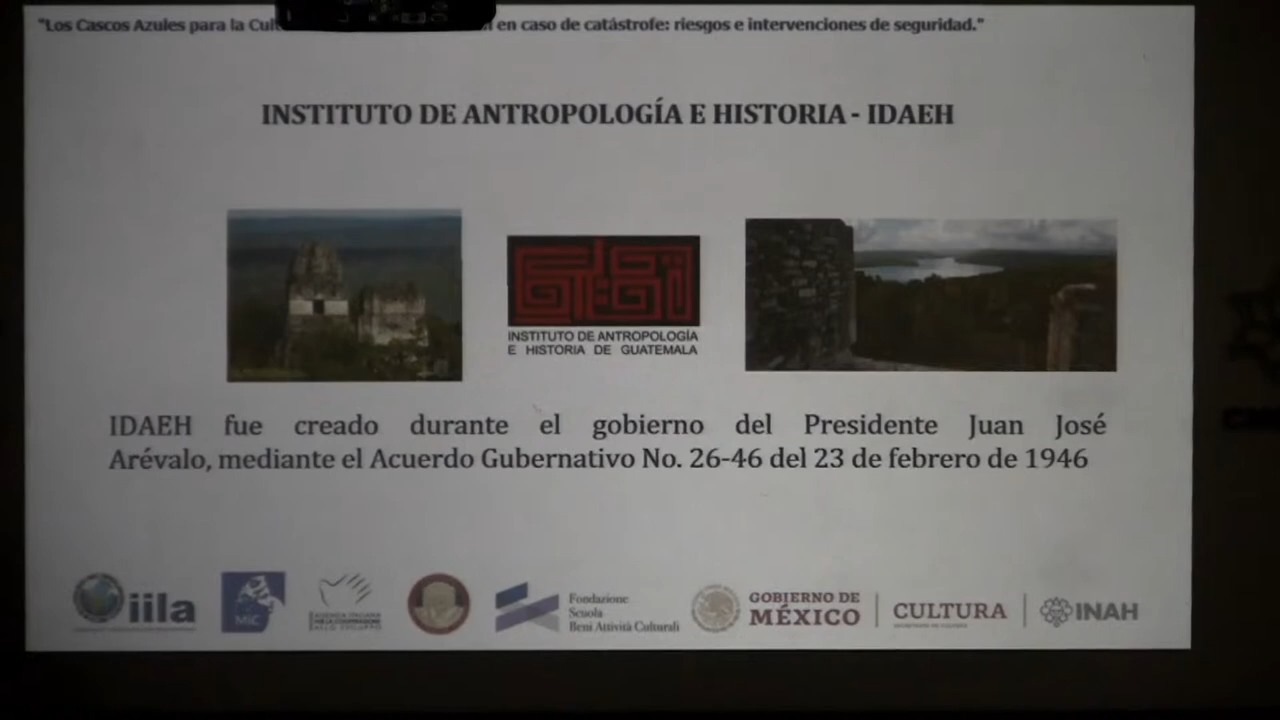 "Los Cascos Azules para la en caso de catástrofe: riesgos e intervenciones de seguridad."
INSTITUTO DE ANTROPOLOGÍA E HISTORIA - IDAEH
INSTITUTO DE ANTROPOLOGÍA
E HISTORIA DE GUATEMALA
IDAEH fue creado durante el gobierno del Presidente Juan José
Arévalo, mediante el Acuerdo Gubernativo No. 26-46 del 23 de febrero de 1946
iila
MiC
Fondazione
Scuola
Beni Attività Culturali
GOBIERNO DE
MÉXICO
CULTURA
INAH